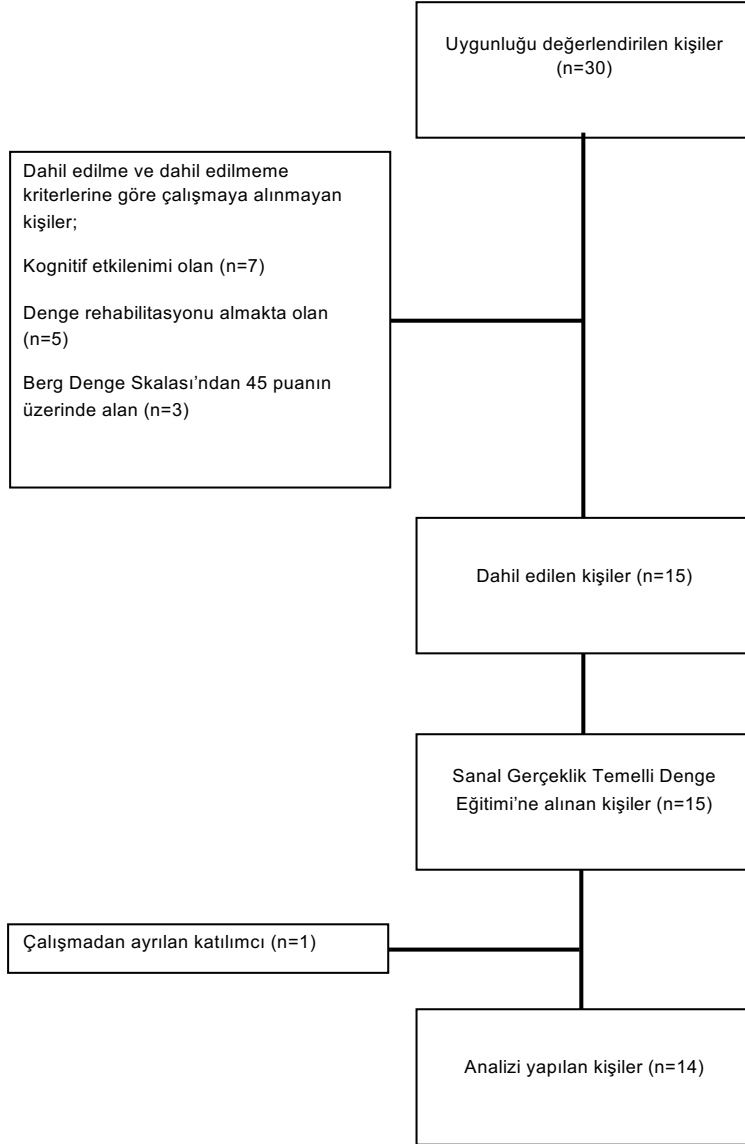 Uygunluğu değerlendirilen kişiler
(n=30)
Dahil edilme ve dahil edilmeme
kriterlerine göre çalışmaya alınmayan
kişiler;
Kognitif etkilenimi olan (n=7)
Denge rehabilitasyonu almakta olan
(n=5)
Berg Denge Skalası’ndan 45 puanın
üzerinde alan (n=3)
Dahil edilen kişiler (n=15)
Sanal Gerçeklik Temelli Denge
Eğitimi’ne alınan kişiler (n=15)
Çalışmadan ayrılan katılımcı (n=1)
Analizi yapılan kişiler (n=14)